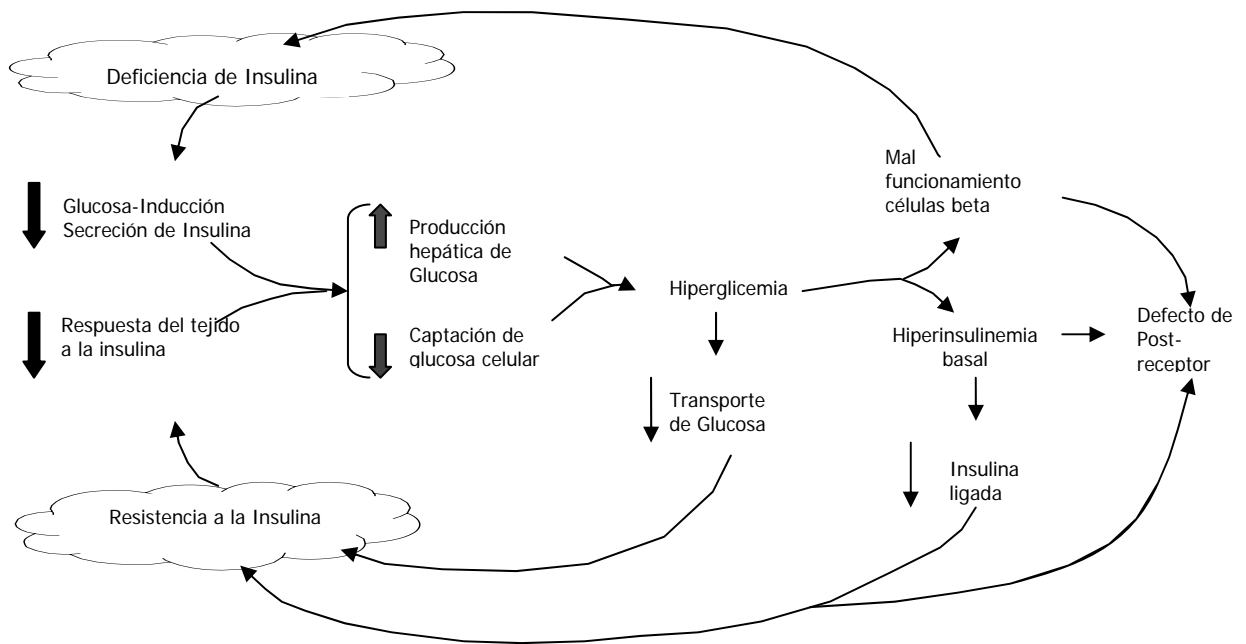 Deficiencia de Insulina
Glucosa-Inducción
Secreción de Insulina
Respuesta del tejido
a la insulina
Resistencia a la Insulina
Producción
hepática de
Glucosa
Captación de
glucosa celular
Hiperglicemia
Transporte
de Glucosa
Mal
funcionamiento
células beta
Hiperinsulinemia
basal
Insulina
ligada
Defecto de
Post-
receptor